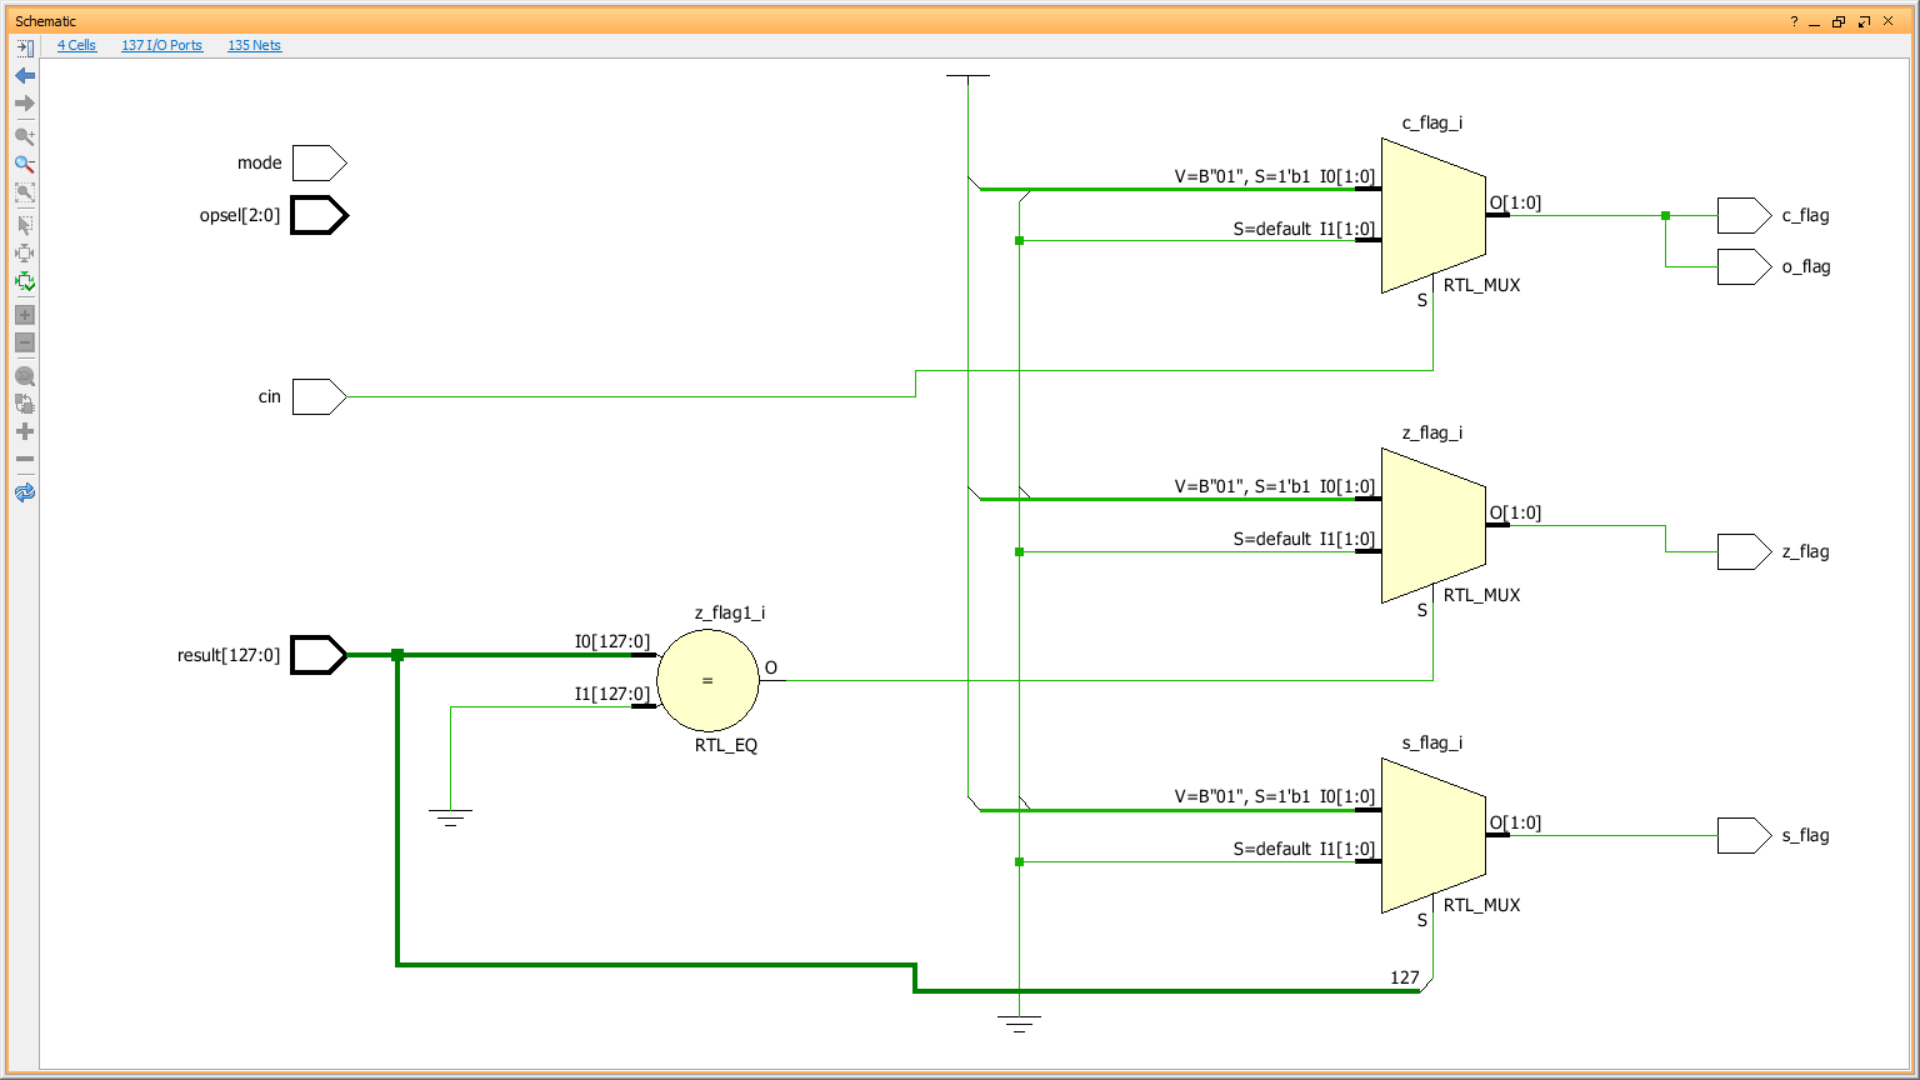 Schematic
?
4 Cells 137 I/O Ports 135 Nets
c_flag_i
mode
V=B"01", S=1'b1 I0[1:0]
O[1:0]
opsel[2:0]
c_flag
S=default I1[1:0]
o_flag
RTL_MUX
S
cin
z_flag_i
V=B"01", S=1'b1 I0[1:0]
O[1:0]
S=default I1[1:0]
z_flag
RTL_MUX
S
z_flag1_i
I0[127:0]
result[127:0]
O
=
I1[127:0]
RTL_EQ
s_flag_i
V=B"01", S=1'b1 I0[1:0]
O[1:0]
s_flag
S=default I1[1:0]
RTL_MUX
S
127